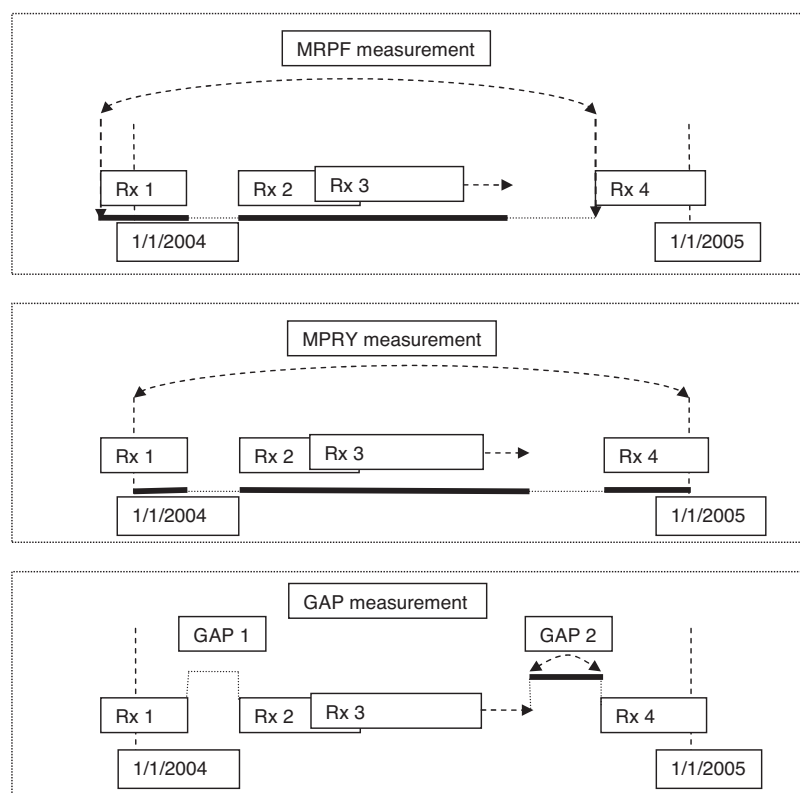 MRPF measurement
Rx 1
Rx 2
Rx 3
Rx 4
1/1/2004
1/1/2005
MPRY measurement
Rx 1
Rx 2
Rx 3
Rx 4
1/1/2004
1/1/2005
GAP measurement
GAP 1
GAP 2
Rx 1
Rx 2
Rx 3
Rx 4
1/1/2004
1/1/2005